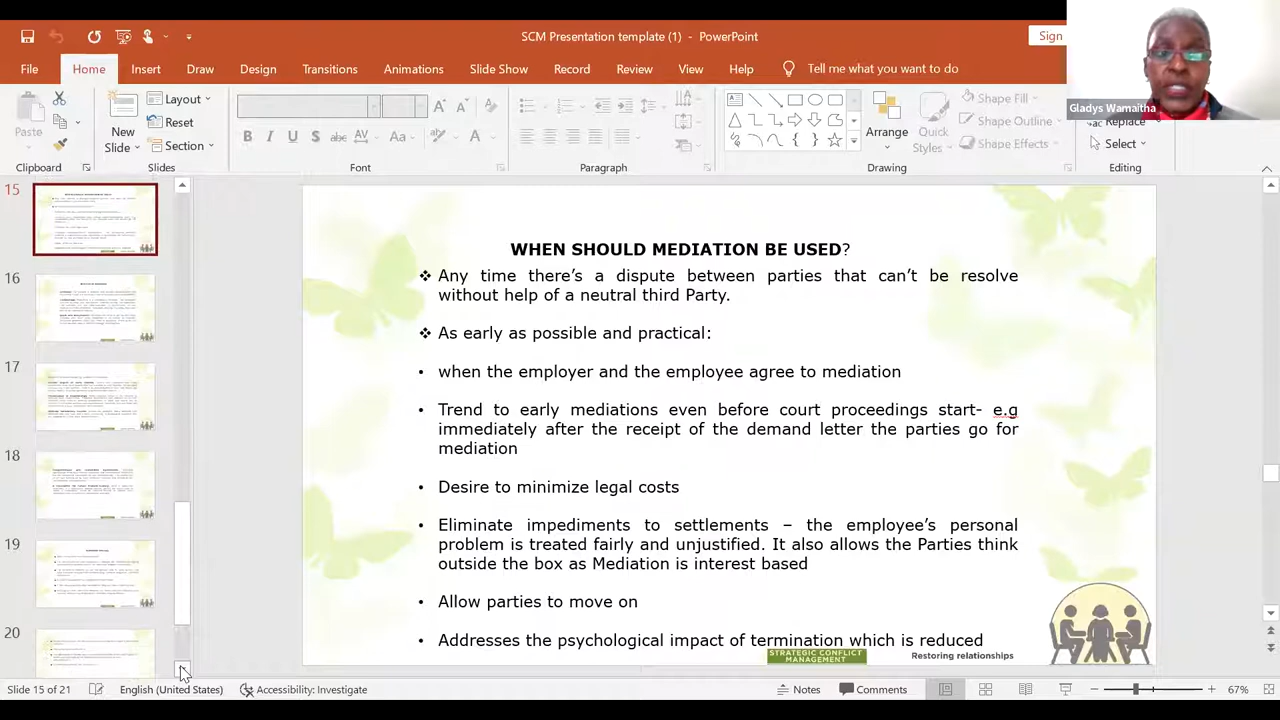 SCM Presentation template (1) - PowerPoint
Sign
File
Home
Insert
Draw
Design
Transitions
Animations
Slide Show
Record
Review
View
Help
Tell me what you want to do
Gladys Wamaitha
Paste
Clipboard
New
Slide
Layout
Reset
Section
Slides
B I U S abc AV
Aa
A
Font
Paragraph
Arrange
Quick
Styles
Shape Fill
Shape Outline
Shape Effects
Drawing
Replace
Select
Editing
15
16
17
18
19
20
WHEN SHOULD MEDIATION BE USED?
❖ Any time there's a dispute between parties that can't be resolve
without help of a neutral third Party.
❖ As early as possible and practical:
• when the employer and the employee agree to mediation
• Trend to early mediations even before court proceedings start- e.g
immediately after the receipt of the demand letter the parties go for
mediation
• Desire to minimize legal costs
• Eliminate impediments to settlements – the employee's personal
problem is treated fairly and unjustified. It also allows the Parties think
outside the box as Mediation is interest based
• Allow parties to move on
• Addresses the psychological impact of termination which is reduced
STRATEGIC CONFLICT
MANAGEMENT
Restoring relationships
Slide 15 of 21
English (United States)
Accessibility: Investigate
Notes
Comments
67%